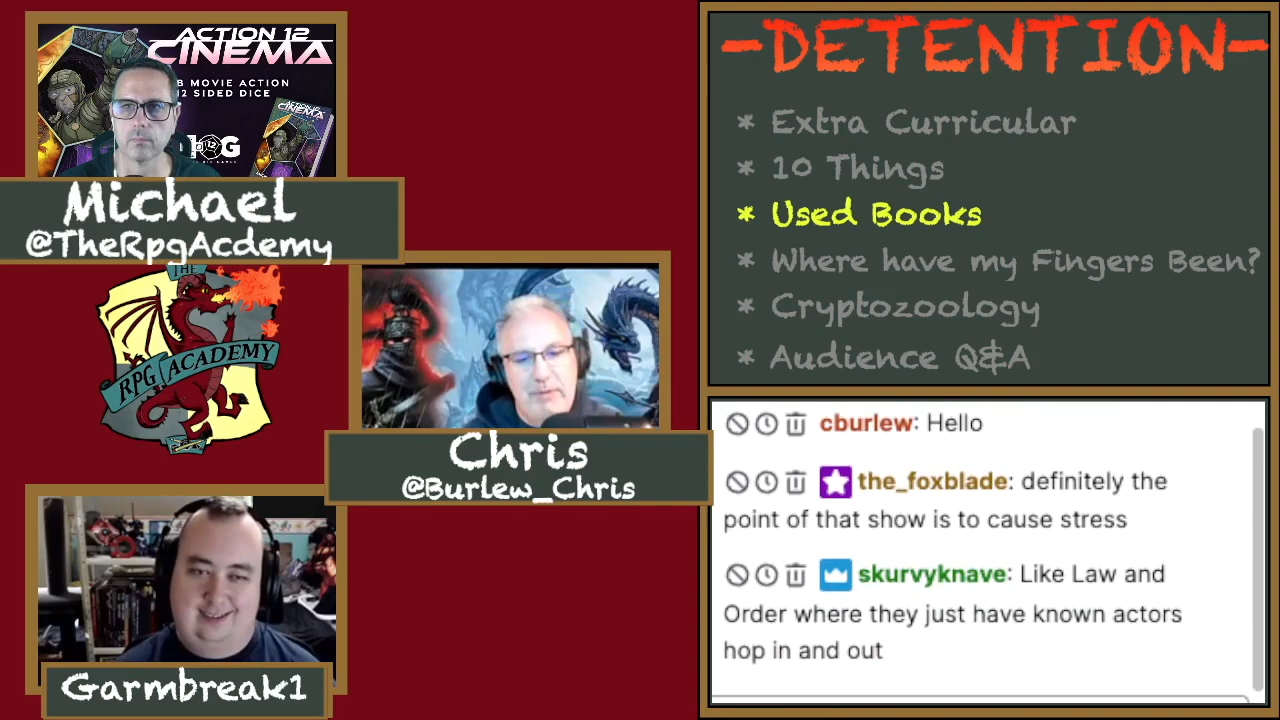 ACTION 12
CINEMA
B MOVIE ACTION
12 SIDED DICE
Michael
@TheRpgAcdemy
THE
RPG ACADEMY
Chris
@Burlew_Chris
Garmbreak1
-DETENTION-
* Extra Curricular
* 10 Things
* Used Books
* Where have my Fingers Been?
* Cryptozoology
* Audience Q&A
cburlew: Hello
the_foxblade: definitely the
point of that show is to cause stress
skurvyknave: Like Law and
Order where they just have known actors
hop in and out